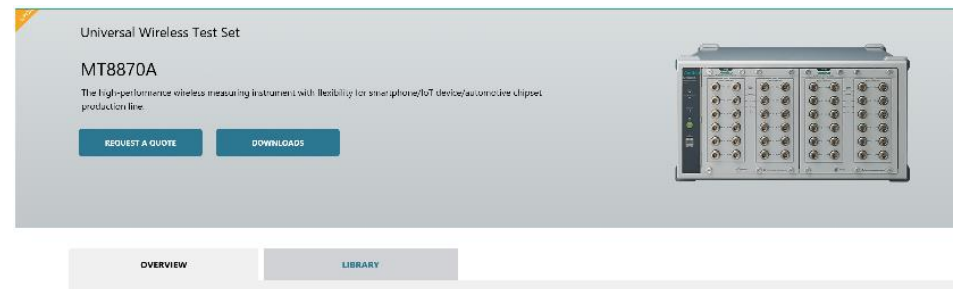 Universal Wireless Test Set
MT8870A
The high-performance wireless measuring instrument with flexibility for smartphone/IoT device/automotive chipset
production line.
REQUEST A QUOTE
DOWNLOADS
OVERVIEW
LIBRARY